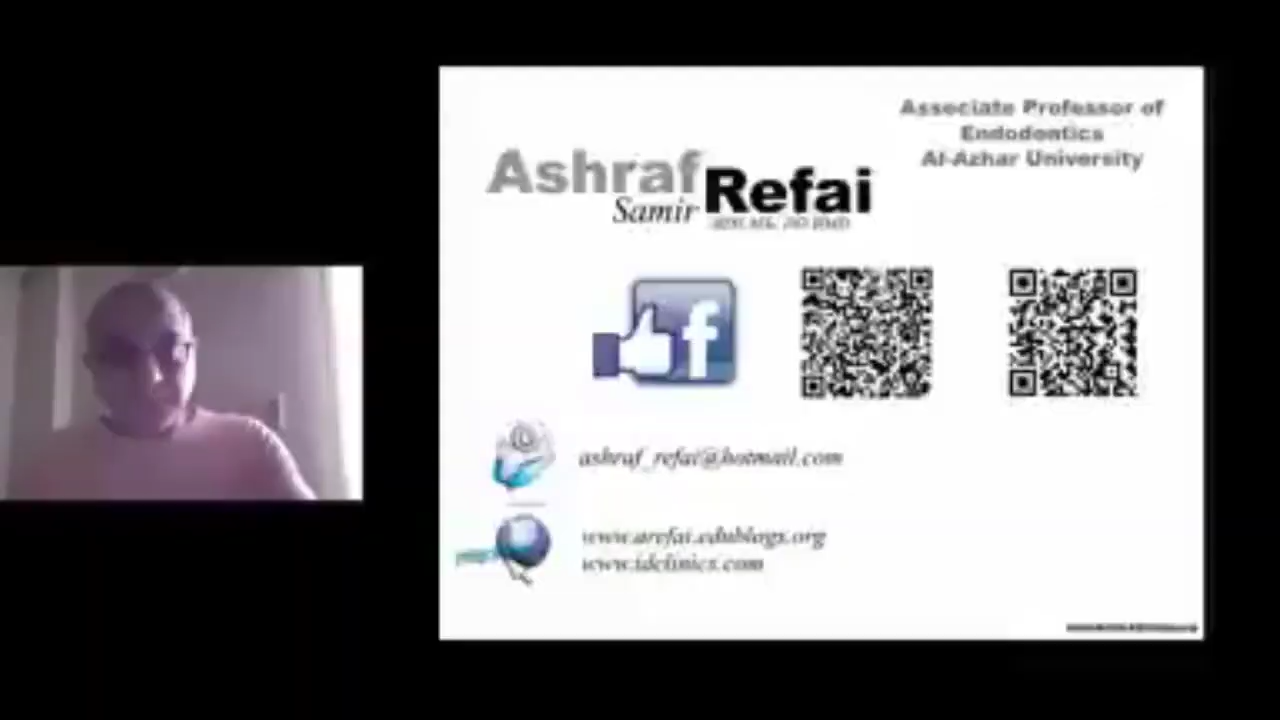 Associate Professor of
Endodontics
Al-Azhar University
Ashraf
Samir Refai
f
ashraf_refai@hotmail.com
www.arefai.edublogs.org
www.idclinics.com